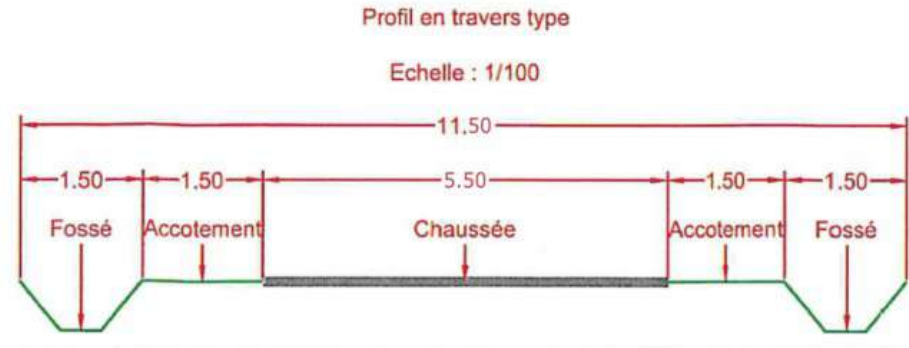 Profil en travers type
Echelle : 1/100
11.50
1.50 1.50 5.50 1.50 1.50
Fossé Accotement Chaussée Accotement Fossé